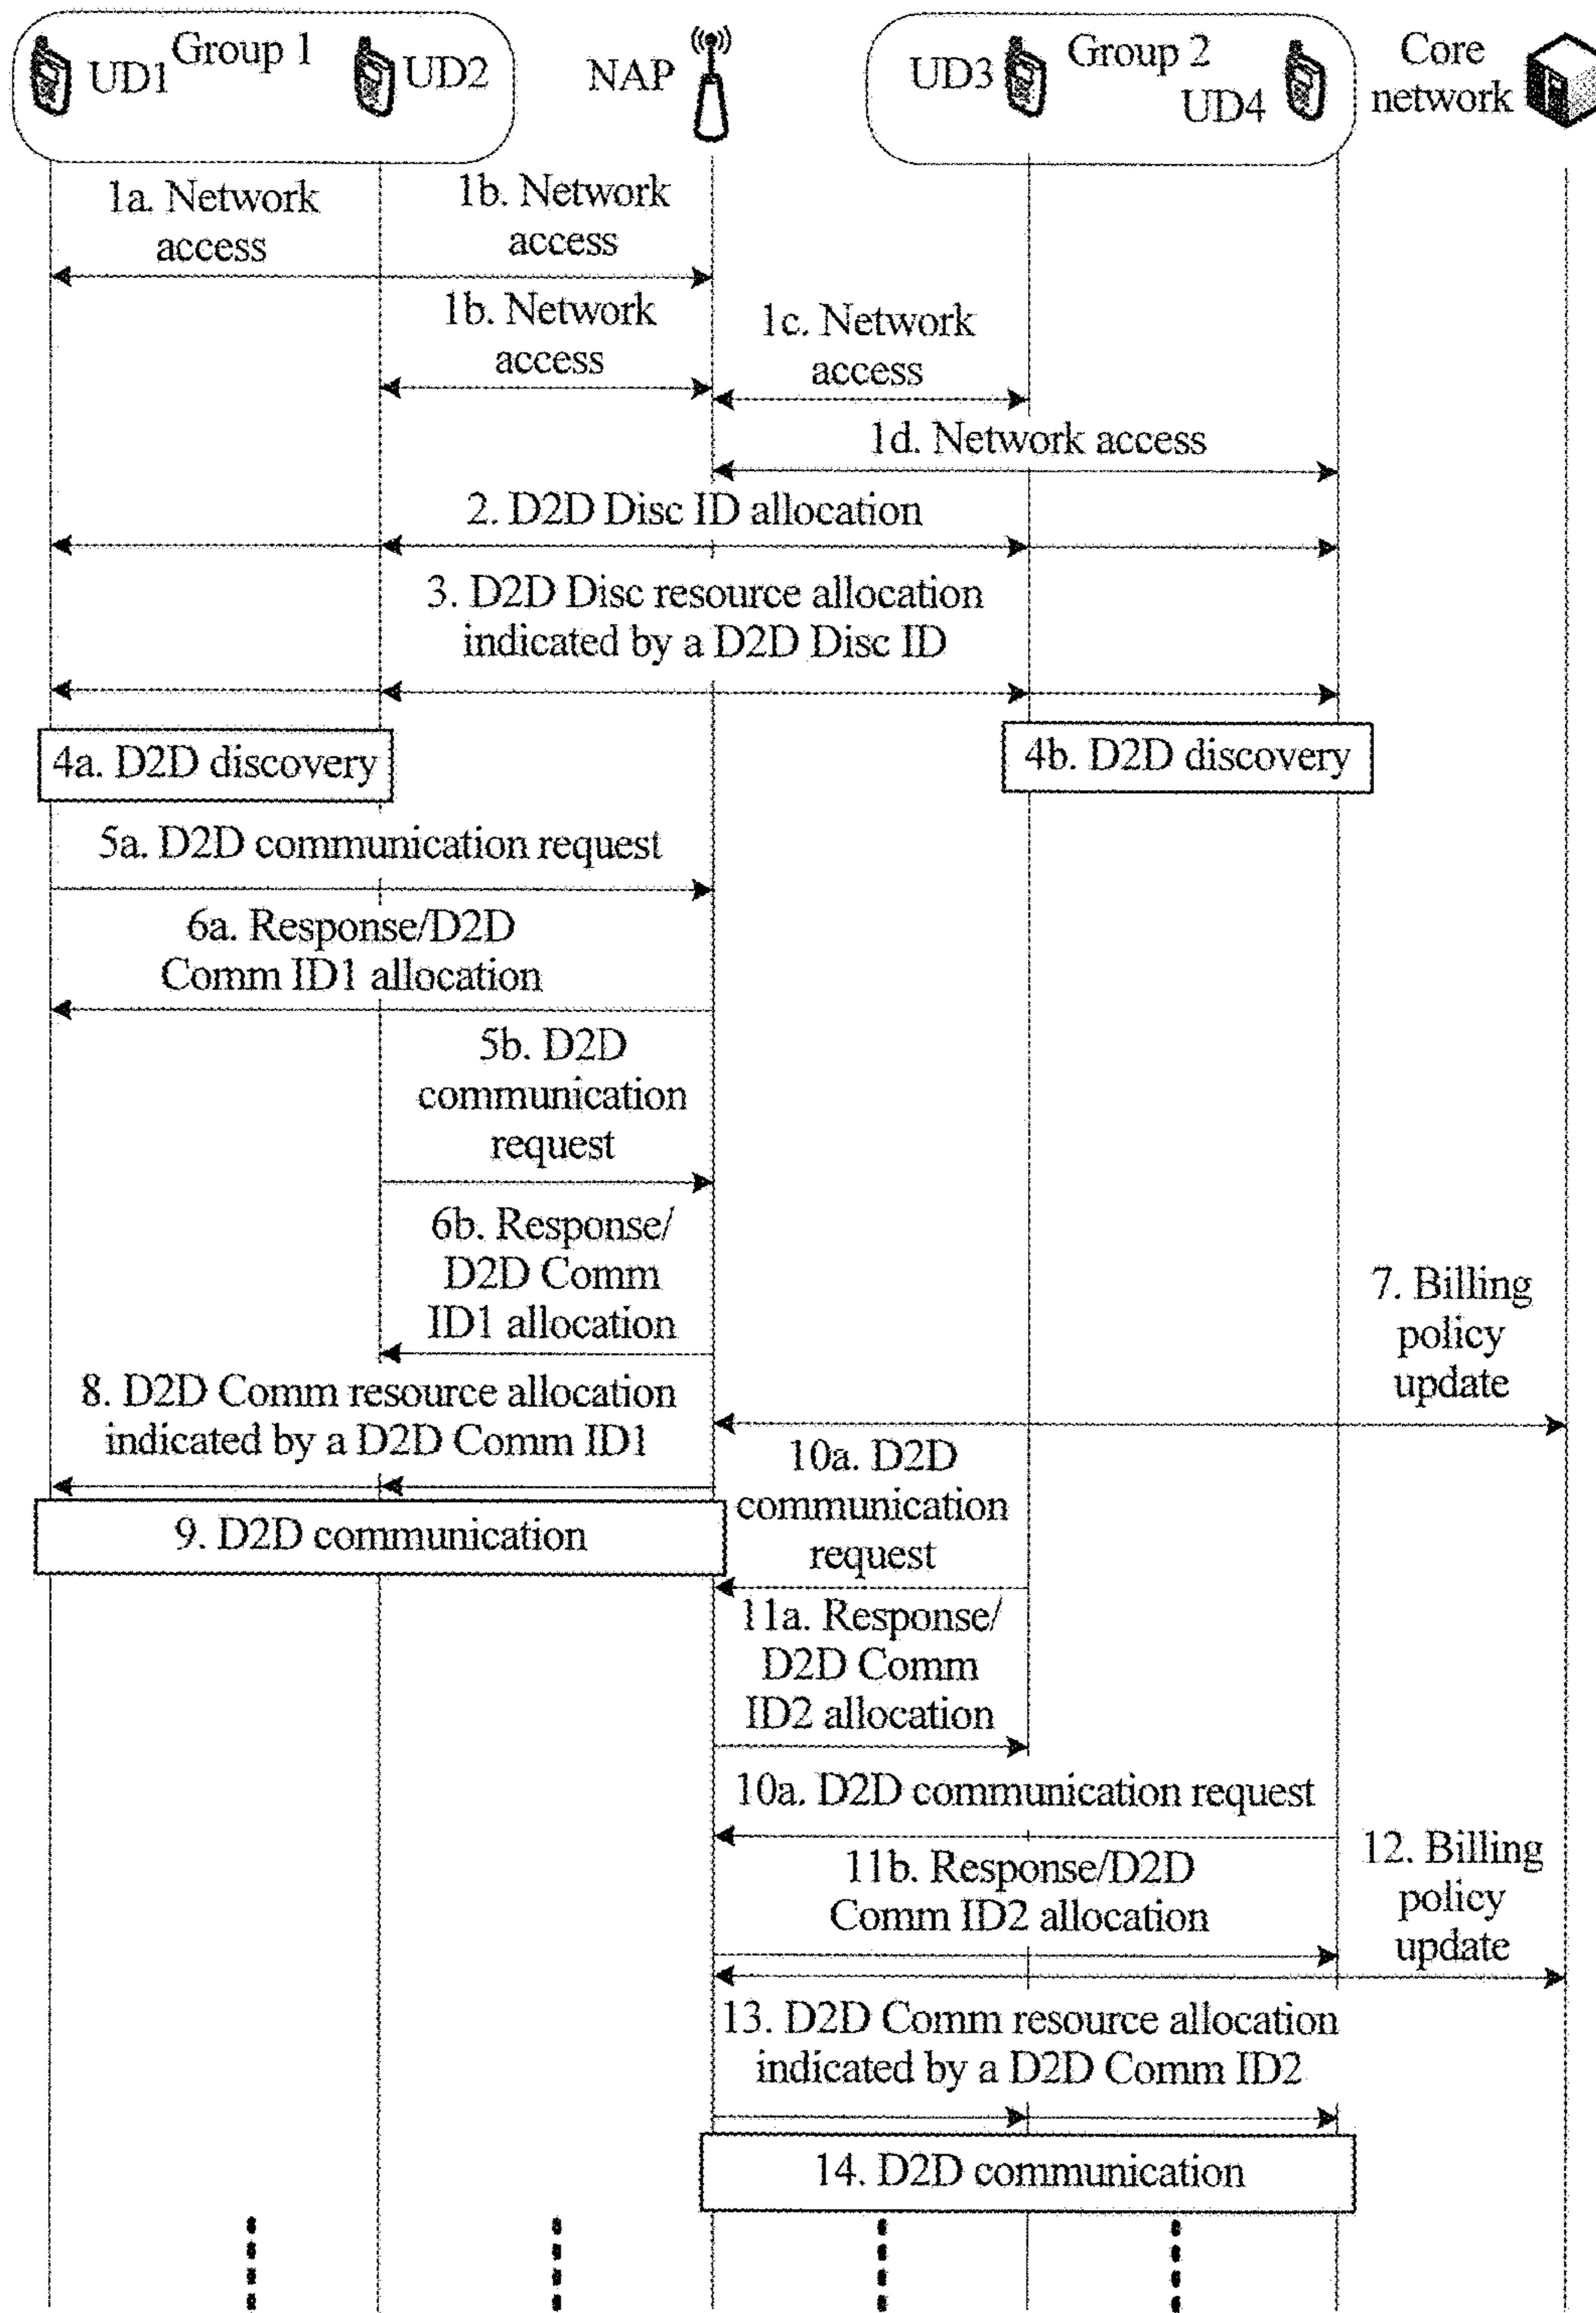 UD1
Group 1
UD2
NAP
UD3
Group 2
UD4
Core
network
1a. Network
access
1b. Network
access
1b. Network
access
1c. Network
access
1d. Network access
2. D2D Disc ID allocation
3. D2D Disc resource allocation
indicated by a D2D Disc ID
4a. D2D discovery
4b. D2D discovery
5a. D2D communication request
6a. Response/D2D
Comm ID1 allocation
5b. D2D
communication
request
6b. Response/
D2D Comm
ID1 allocation
7. Billing
policy
update
8. D2D Comm resource allocation
indicated by a D2D Comm ID1
9. D2D communication
10a. D2D
communication
request
11a. Response/
D2D Comm
ID2 allocation
10a. D2D communication request
11b. Response/D2D
Comm ID2 allocation
12. Billing
policy
update
13. D2D Comm resource allocation
indicated by a D2D Comm ID2
14. D2D communication